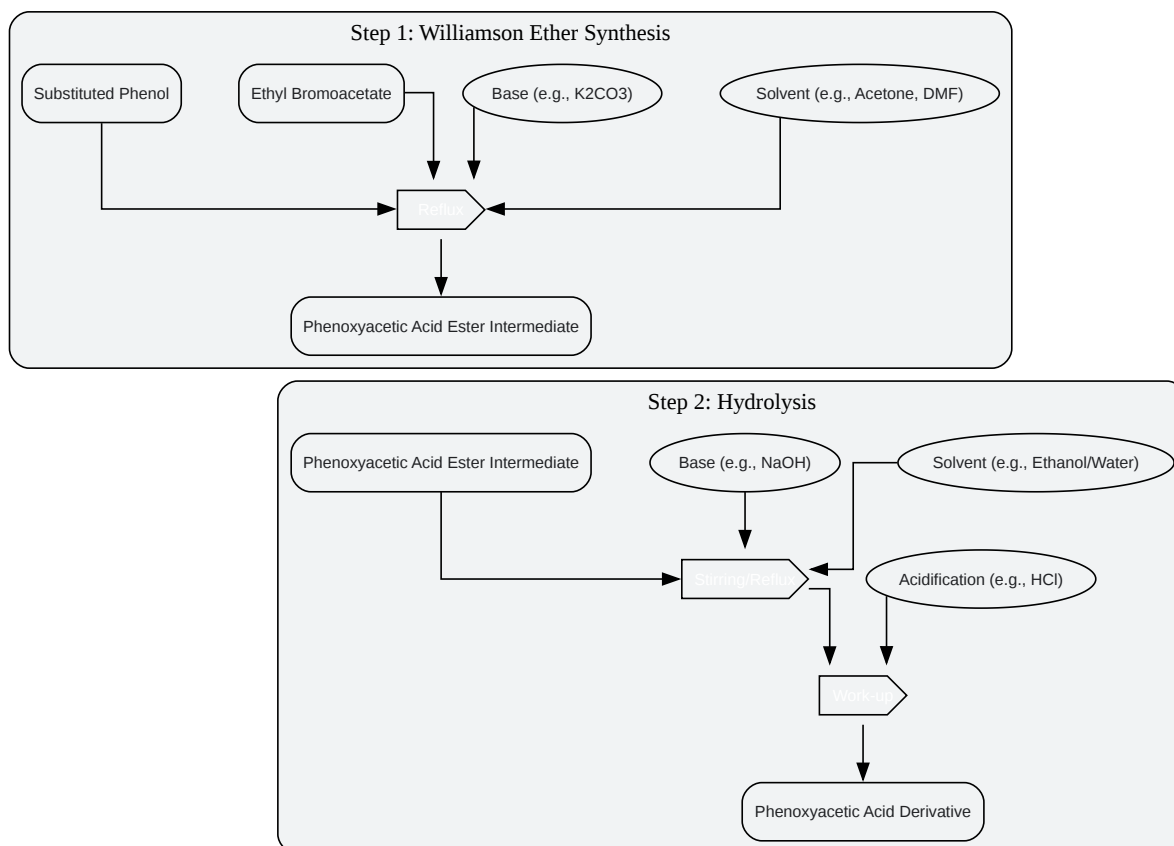 Step 1: Williamson Ether Synthesis
Substituted Phenol
Ethyl Bromoacetate
Base (e.g., K2CO3)
Solvent (e.g., Acetone, DMF)
Reflux
Phenoxyacetic Acid Ester Intermediate
Step 2: Hydrolysis
Phenoxyacetic Acid Ester Intermediate
Base (e.g., NaOH)
Solvent (e.g., Ethanol/Water)
Stirring/Reflux
Acidification (e.g., HCl)
Work-up
Phenoxyacetic Acid Derivative